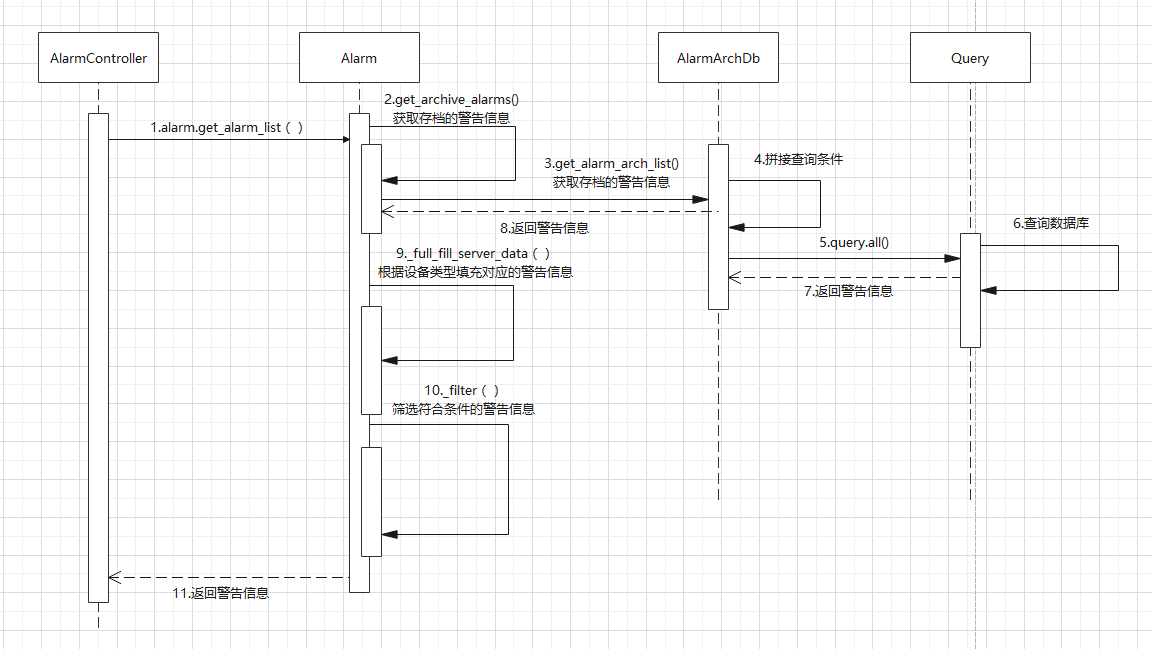 AlarmController
Alarm
AlarmArchDb
Query
1.alarm.get_alarm_list（ ）
2.get_archive_alarms()
获取存档的警告信息
3.get_alarm_arch_list()
获取存档的警告信息
4.拼接查询条件
5.query.all()
6.查询数据库
7.返回警告信息
8.返回警告信息
9._full_fill_server_data（ ）
根据设备类型填充对应的警告信息
10._filter（ ）
筛选符合条件的警告信息
11.返回警告信息